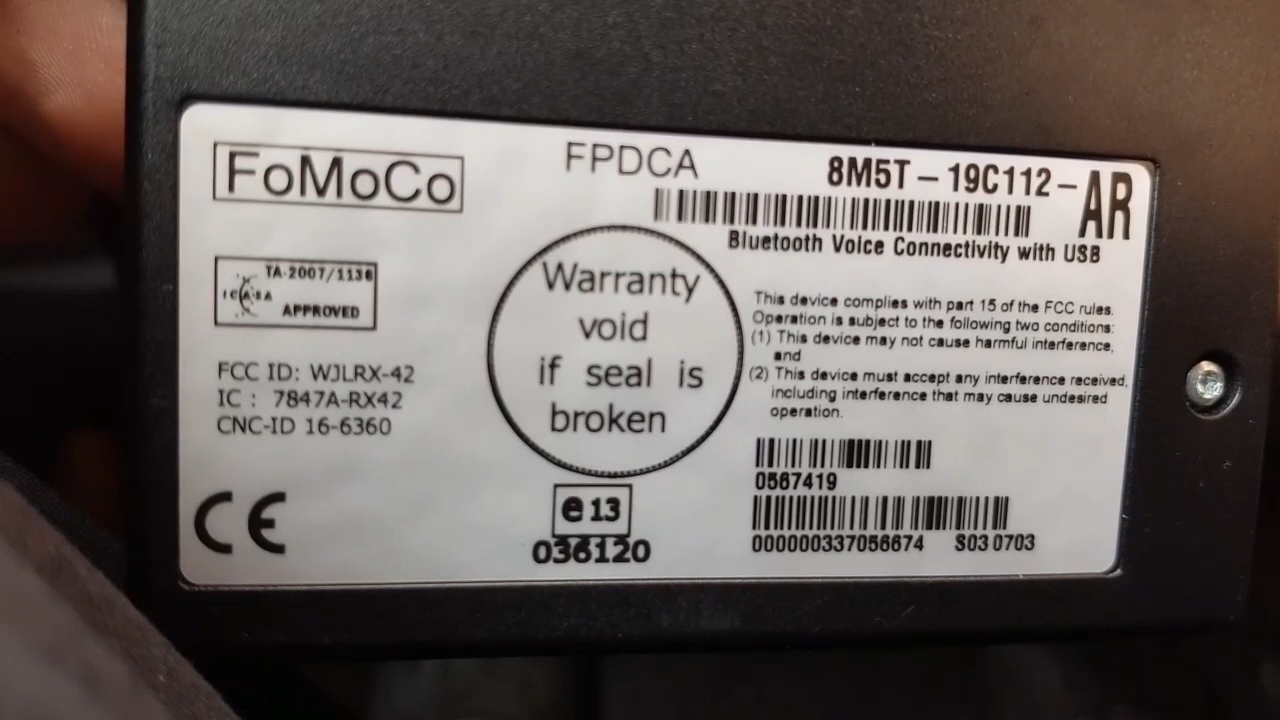 FoMoCo
FPDCA
8M5T-19C112-AR
Bluetooth Voice Connectivity with USB
TA-2007/1136
ICASA
APPROVED
FCC ID: WJLRX-42
IC : 7847A-RX42
CNC-ID 16-6360
CE
Warranty
void
if seal is
broken
e13
036120
This device complies with part 15 of the FCC rules.
Operation is subject to the following two conditions:
(1) This device may not cause harmful interference,
and
(2) This device must accept any interference received,
including interference that may cause undesired
operation.
0567419
000000337056674 S03 0703